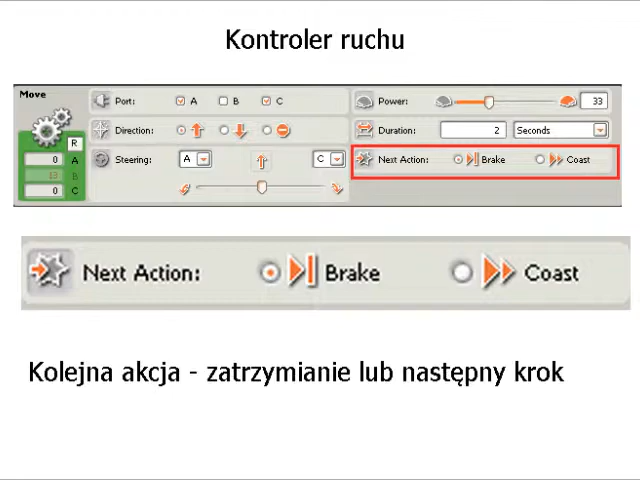 Kontroler ruchu
Move
Port: A B C
Power: 33
Direction:
Duration: 2 Seconds
R
Steering: A C
Next Action: Brake Coast
0 A
13 B
0 C
Next Action: Brake Coast
Kolejna akcja - zatrzymianie lub następny krok